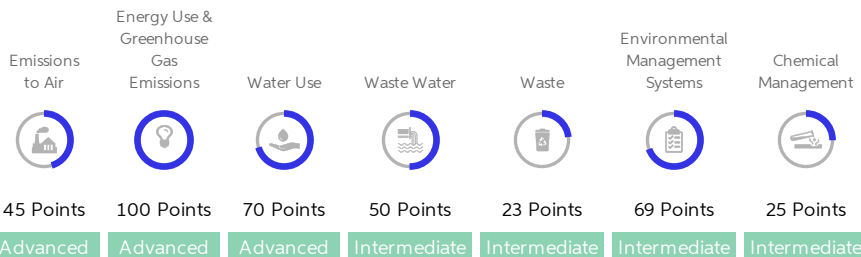 Emissions
to Air
Energy Use &
Greenhouse
Gas
Emissions
Water Use
Waste Water
Waste
Environmental
Management
Systems
Chemical
Management
45 Points
100 Points
70 Points
50 Points
23 Points
69 Points
25 Points
Advanced
Advanced
Advanced
Intermediate
Intermediate
Intermediate
Intermediate